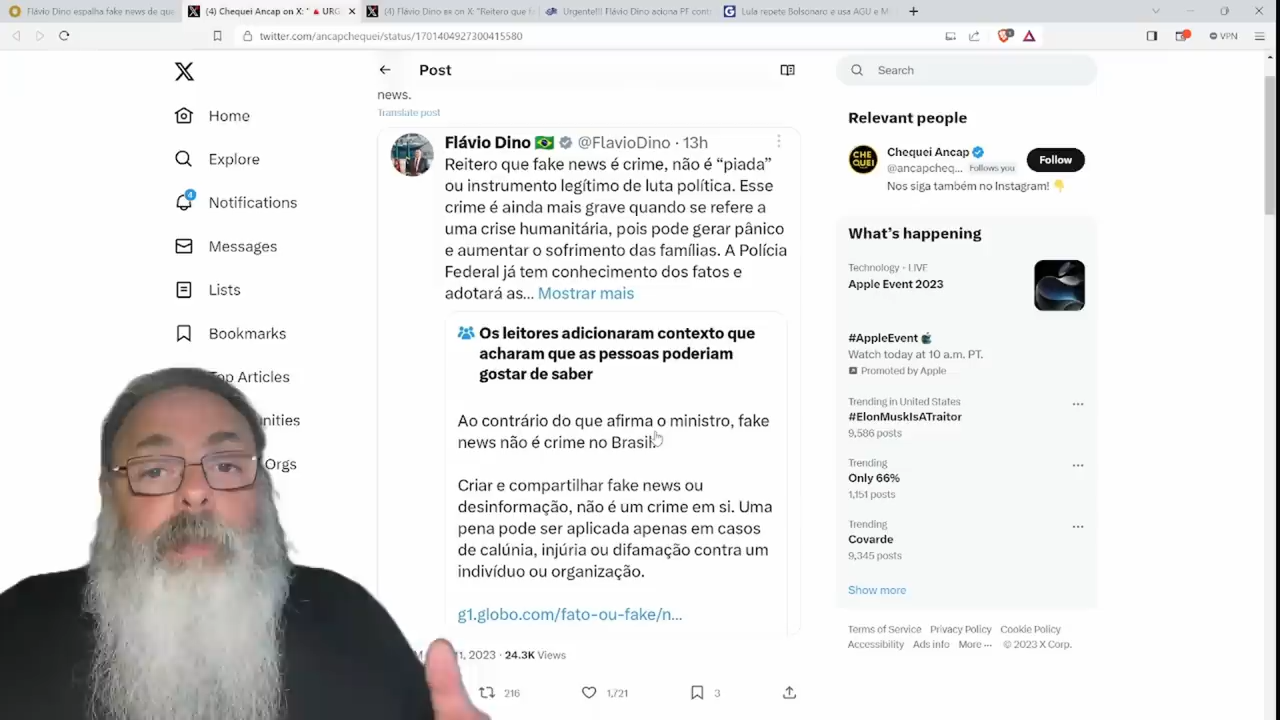 Flávio Dino espalha fake news de que
(4) Chequei Ancap on X: "🔺URG
(4) Flávio Dino on X: "Reitero que f
Urgente!!! Flávio Dino aciona PF cont
Lula repete Bolsonaro e usa AGU e M
twitter.com/ancapchequei/status/1701404927300415580
VPN
Home
Explore
4
Notifications
Messages
Lists
Bookmarks
Top Articles
Orgs
Post
news.
Translate post
Flávio Dino 🇧🇷 @FlavioDino · 13h
Reitero que fake news é crime, não é “piada”
ou instrumento legítimo de luta política. Esse
crime é ainda mais grave quando se refere a
uma crise humanitária, pois pode gerar pânico
e aumentar o sofrimento das famílias. A Polícia
Federal já tem conhecimento dos fatos e
adotará as... Mostrar mais
Os leitores adicionaram contexto que
acharam que as pessoas poderiam
gostar de saber
Ao contrário do que afirma o ministro, fake
news não é crime no Brasil.
Criar e compartilhar fake news ou
desinformação, não é um crime em si. Uma
pena pode ser aplicada apenas em casos
de calúnia, injúria ou difamação contra um
indivíduo ou organização.
g1.globo.com/fato-ou-fake/n...
11, 2023 · 24.3K Views
216
1,721
3
Search
Relevant people
CHE
QUEI
Chequei Ancap
@ancapcheq... Follows you
Follow
Nos siga também no Instagram! 👇
What’s happening
Technology · LIVE
Apple Event 2023
#AppleEvent
Watch today at 10 a.m. PT.
Promoted by Apple
Trending in United States
#ElonMuskIsATraitor
9,586 posts
Trending
Only 66%
1,151 posts
Trending
Covarde
9,345 posts
Show more
Terms of Service Privacy Policy Cookie Policy
Accessibility Ads info More ··· © 2023 X Corp.